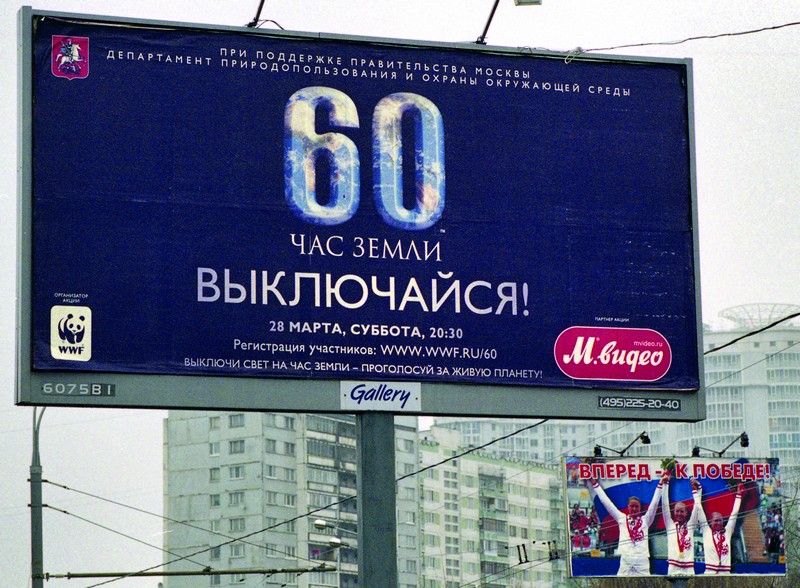 ПРИ ПОДДЕРЖКЕ ПРАВИТЕЛЬСТВА МОСКВЫ
ДЕПАРТАМЕНТ ПРИРОДОПОЛЬЗОВАНИЯ И ОХРАНЫ ОКРУЖАЮЩЕЙ СРЕДЫ
60
™
ЧАС ЗЕМЛИ
ВЫКЛЮЧАЙСЯ!
28 МАРТА, СУББОТА, 20:30
Регистрация участников: WWW.WWF.RU/60
ВЫКЛЮЧИ СВЕТ НА ЧАС ЗЕМЛИ – ПРОГОЛОСУЙ ЗА ЖИВУЮ ПЛАНЕТУ!
ОРГАНИЗАТОР
АКЦИИ
WWF
ПАРТНЕР АКЦИИ
mvideo.ru
М.видео
6075B1
Gallery
(495)225-20-40
ВПЕРЕД - К ПОБЕДЕ!